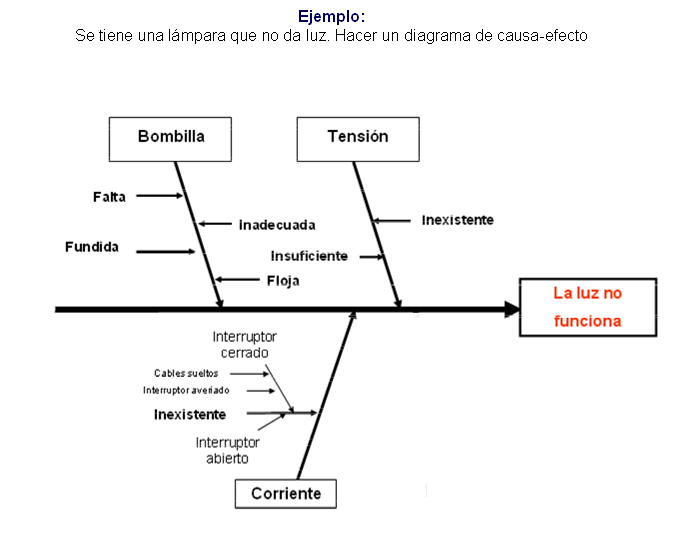 Ejemplo:
Se tiene una lámpara que no da luz. Hacer un diagrama de causa-efecto
Bombilla
Tensión
Falta
Inadecuada
Fundida
Floja
Inexistente
Insuficiente
La luz no
funciona
Interruptor
cerrado
Cables sueltos
Interruptor averiado
Inexistente
Interruptor
abierto
Corriente